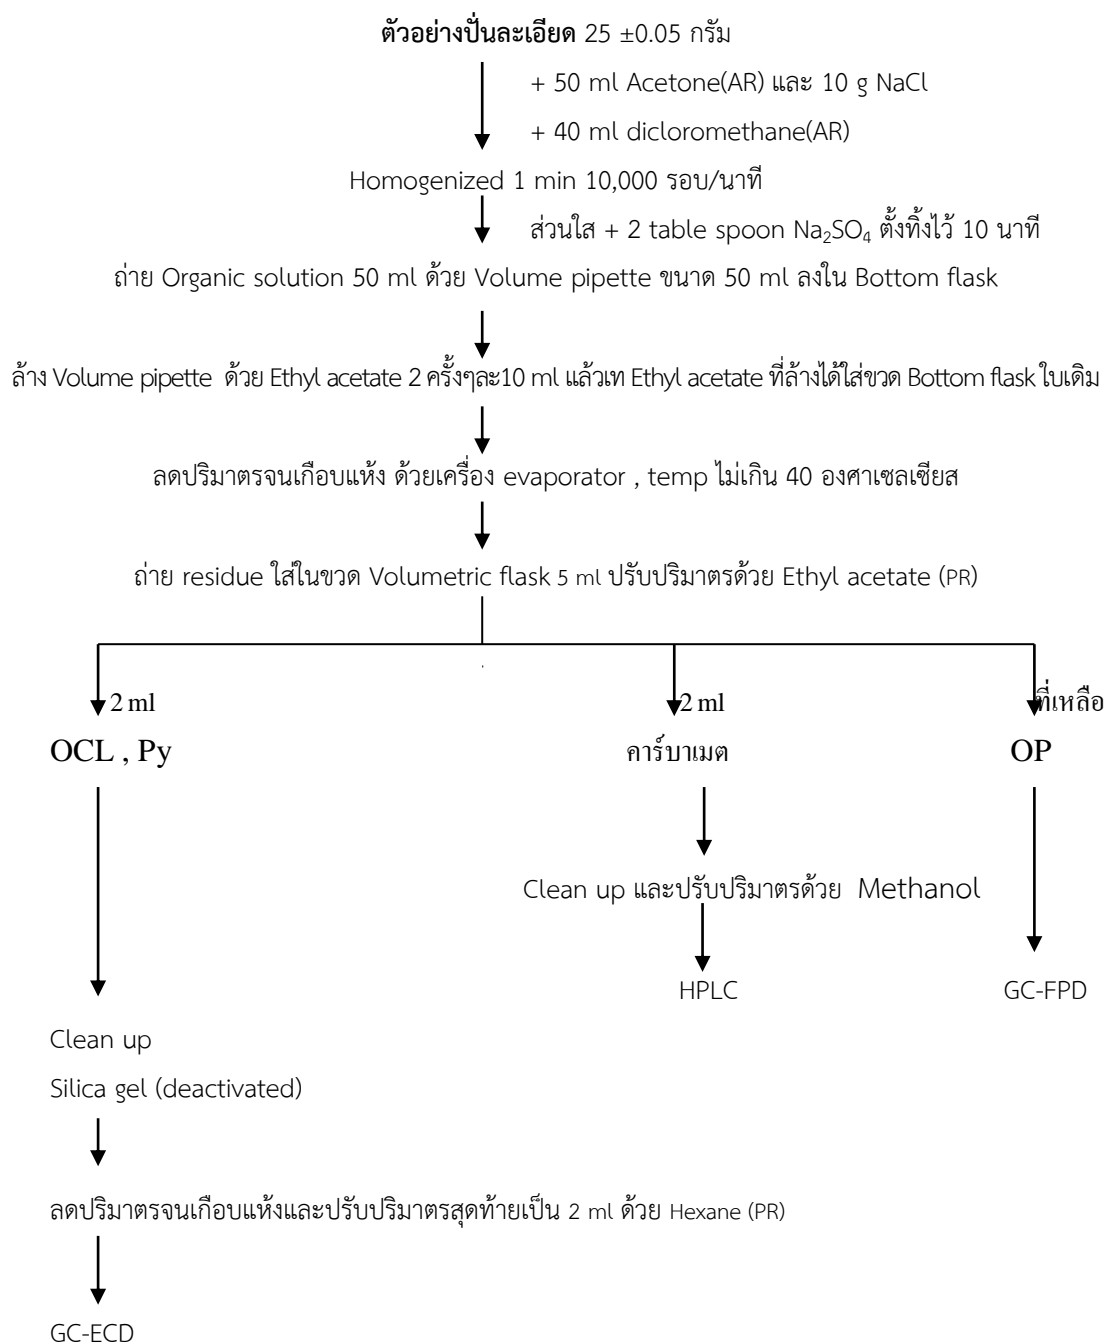 ตัวอย่างปั่นละเอียด 25 ±0.05 กรัม
+ 50 ml Acetone(AR) และ 10 g NaCl
+ 40 ml dicloromethane(AR)
Homogenized 1 min 10,000 รอบ/นาที
ส่วนใส + 2 table spoon Na₂SO₄ ตั้งทิ้งไว้ 10 นาที
ถ่าย Organic solution 50 ml ด้วย Volume pipette ขนาด 50 ml ลงใน Bottom flask
ล้าง Volume pipette ด้วย Ethyl acetate 2 ครั้งๆละ10 ml แล้วเท Ethyl acetate ที่ล้างได้ใส่ขวด Bottom flask ใบเดิม
ลดปริมาตรจนเกือบแห้ง ด้วยเครื่อง evaporator , temp ไม่เกิน 40 องศาเซลเซียส
ถ่าย residue ใส่ในขวด Volumetric flask 5 ml ปรับปริมาตรด้วย Ethyl acetate (PR)
2 ml 2 ml ที่เหลือ
OCL , Py คาร์บาเมต OP
Clean up และปรับปริมาตรด้วย Methanol
HPLC GC-FPD
Clean up
Silica gel (deactivated)
ลดปริมาตรจนเกือบแห้งและปรับปริมาตรสุดท้ายเป็น 2 ml ด้วย Hexane (PR)
GC-ECD